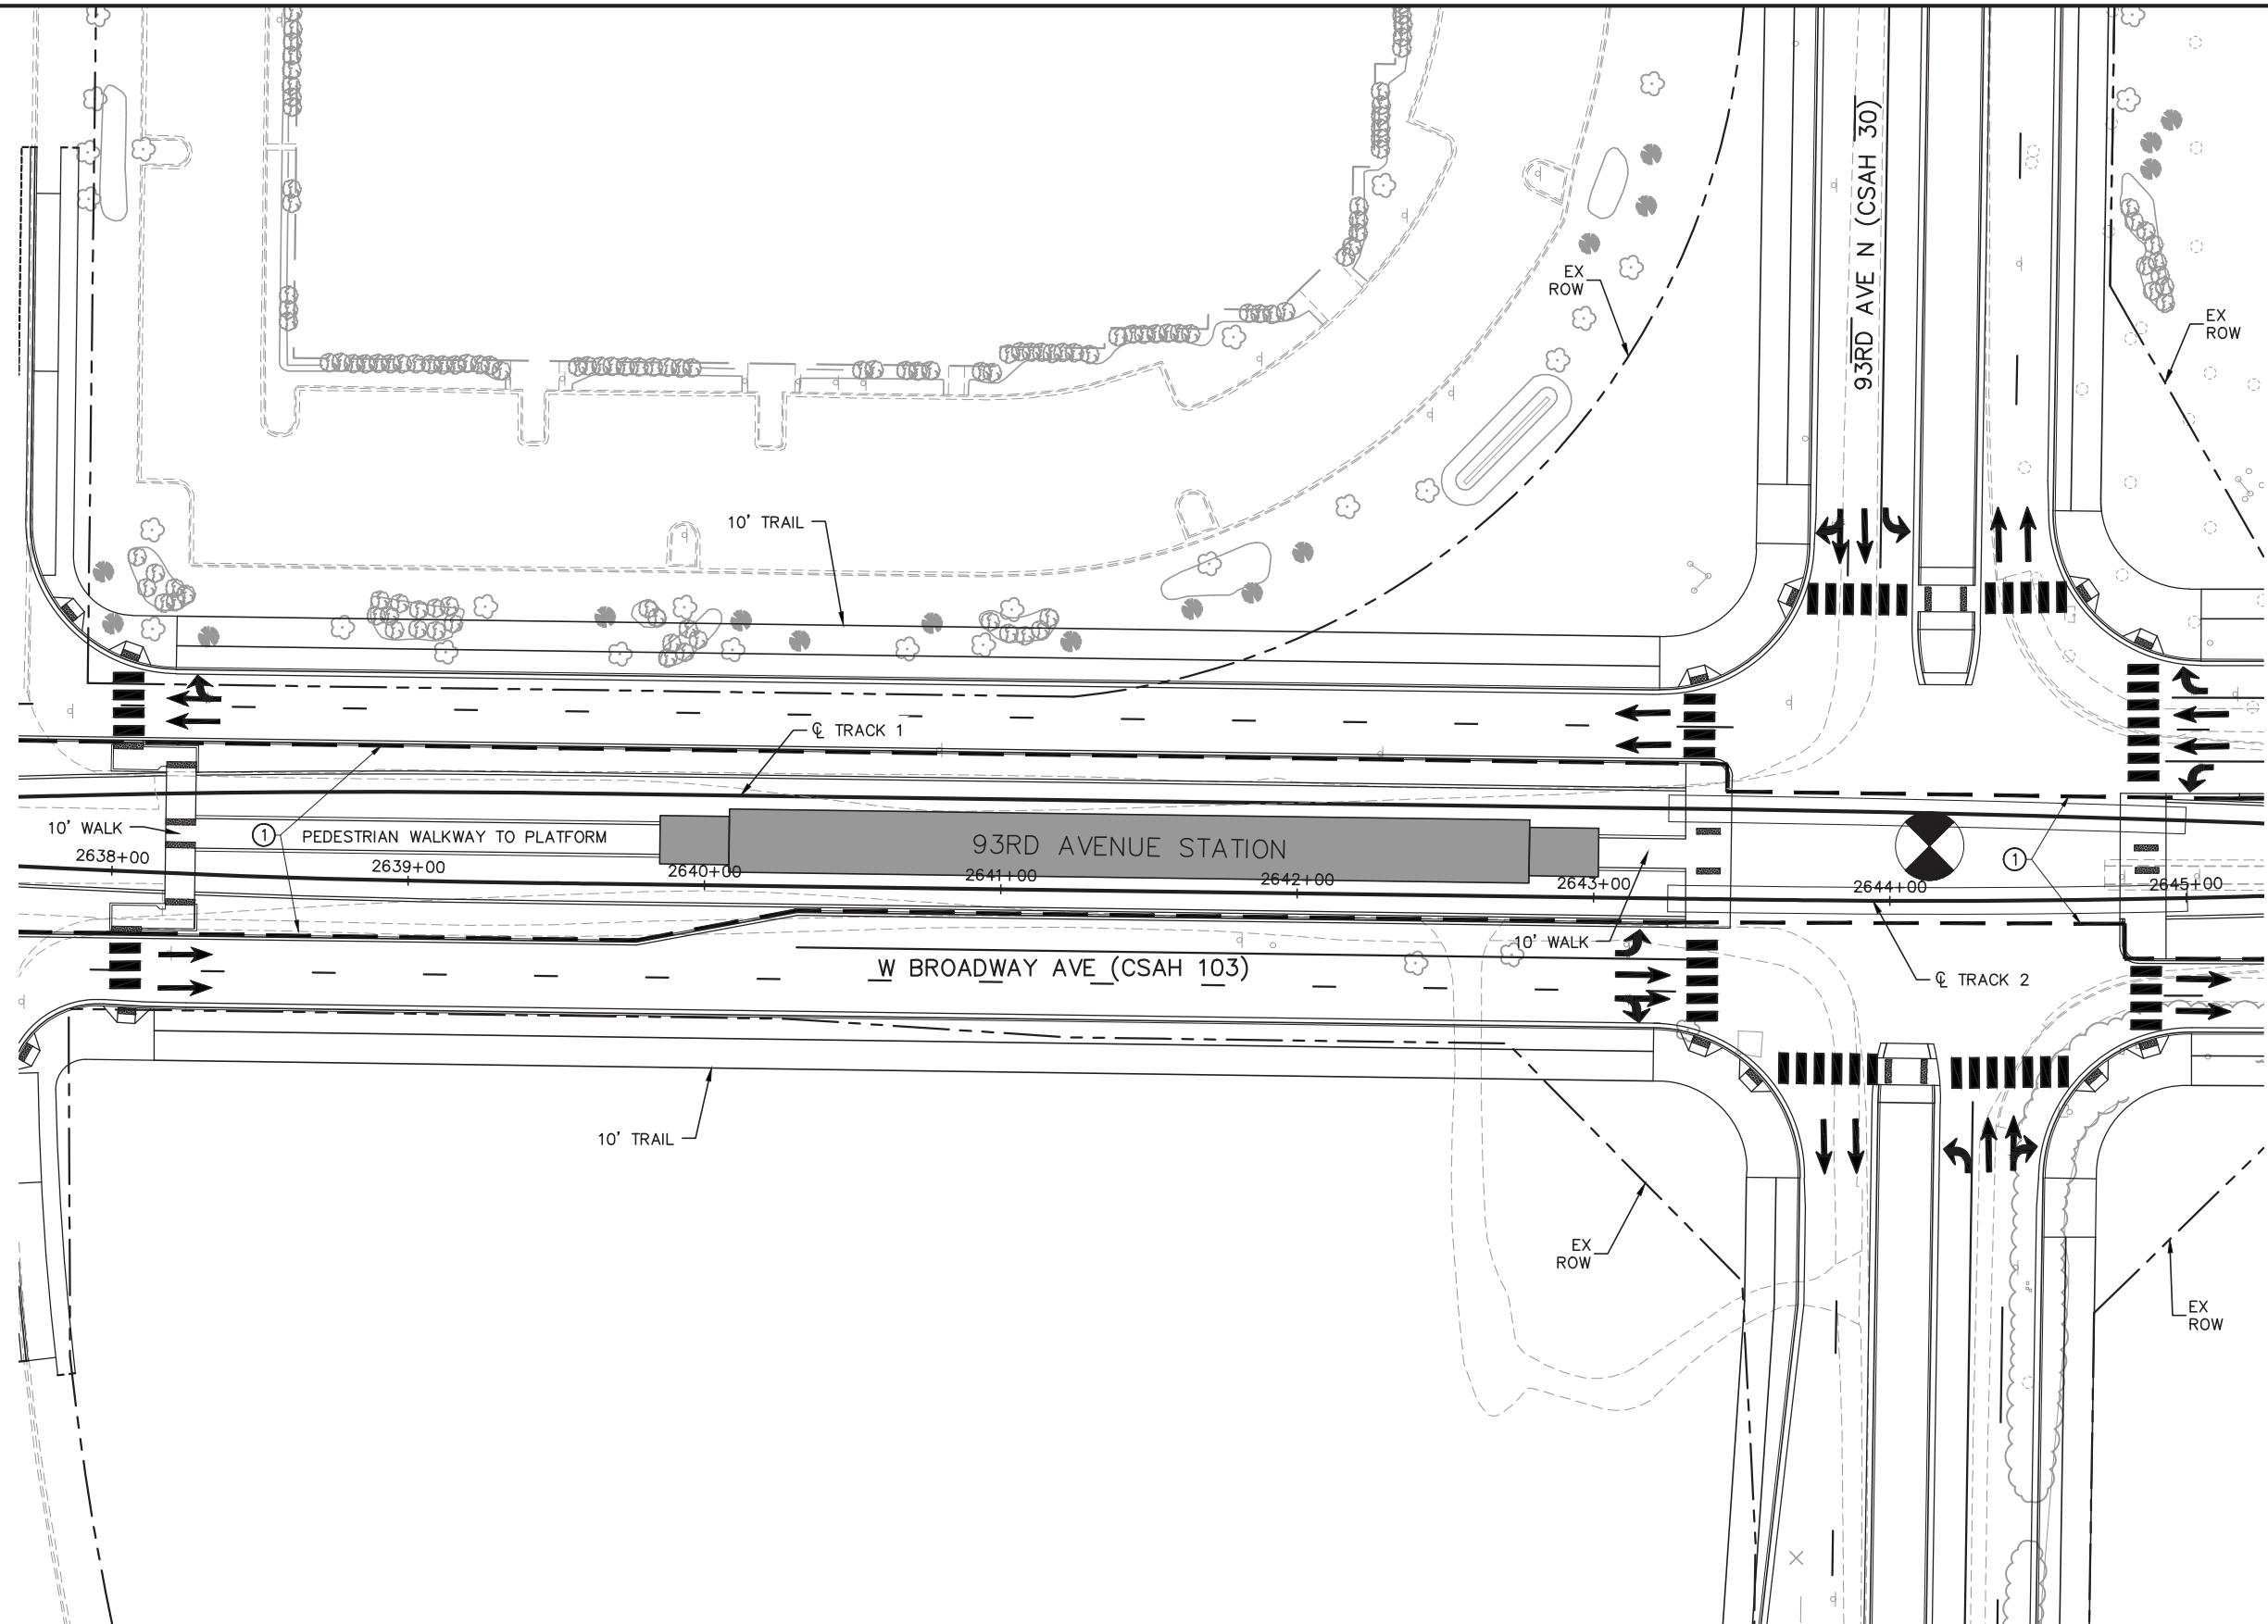 93RD AVE N (CSAH 30)
EX
ROW
EX
ROW
10' TRAIL
℄ TRACK 1
10' WALK
1
PEDESTRIAN WALKWAY TO PLATFORM
93RD AVENUE STATION
1
2638+00
2639+00
2640+00
2641+00
2642+00
2643+00
2644+00
2645+00
10' WALK
W BROADWAY AVE (CSAH 103)
℄ TRACK 2
10' TRAIL
EX
ROW
EX
ROW